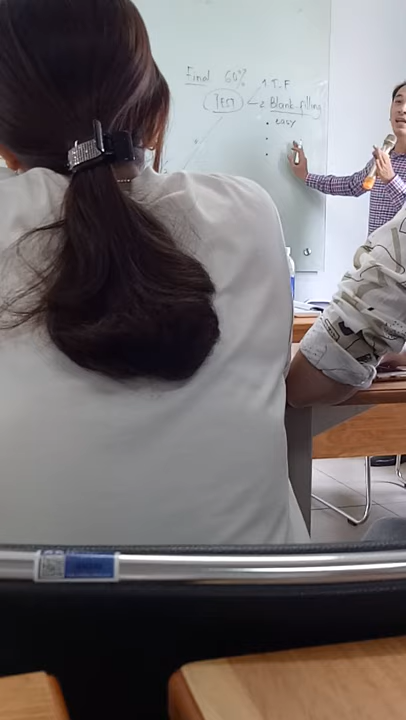 Final 60%
TEST
1. T-F
2. Blank-filling
• easy
•
•